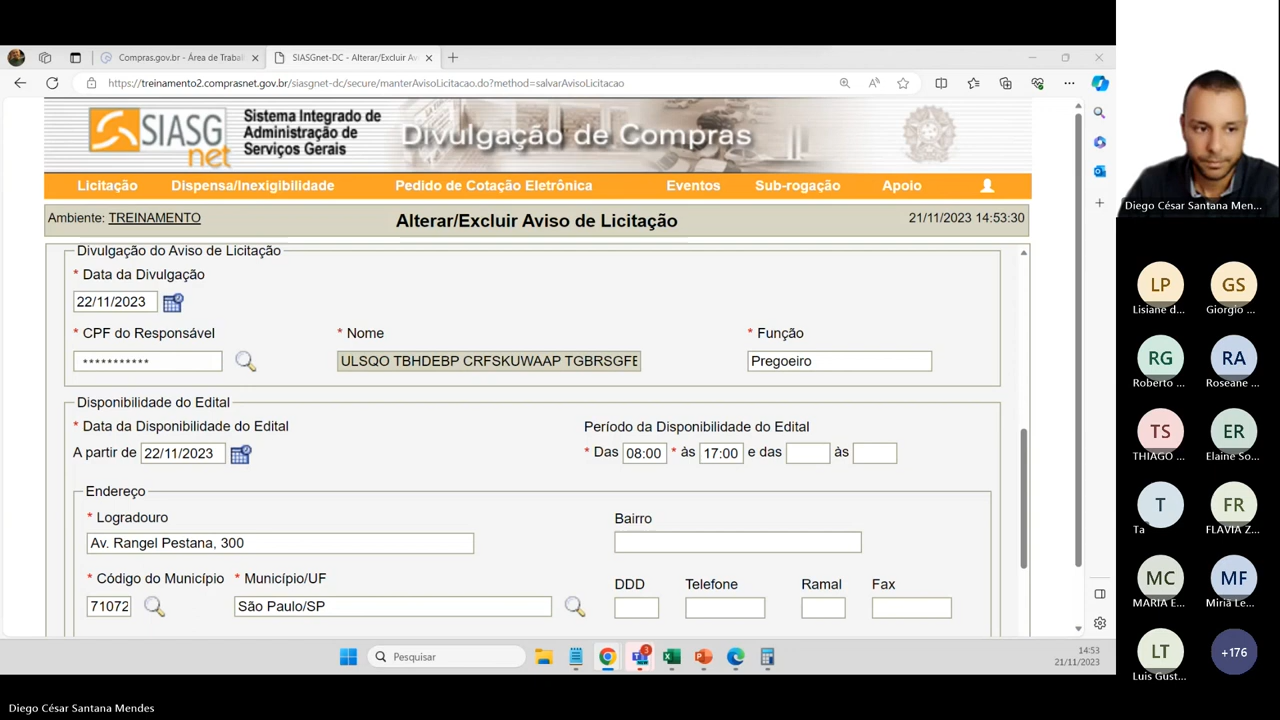 Compras.gov.br - Área de Trabal
SIASGnet-DC - Alterar/Excluir Av
https://treinamento2.comprasnet.gov.br/siasgnet-dc/secure/manterAvisoLicitacao.do?method=salvarAvisoLicitacao
SIASG
net
Sistema Integrado de
Administração de
Serviços Gerais
Divulgação de Compras
Licitação Dispensa/Inexigibilidade Pedido de Cotação Eletrônica Eventos Sub-rogação Apoio
Ambiente: TREINAMENTO
Alterar/Excluir Aviso de Licitação
21/11/2023 14:53:30
Divulgação do Aviso de Licitação
* Data da Divulgação
22/11/2023
* CPF do Responsável * Nome * Função
*********** ULSQO TBHDEBP CRFSKUWAAP TGBRSGFE Pregoeiro
Disponibilidade do Edital
* Data da Disponibilidade do Edital Período da Disponibilidade do Edital
A partir de 22/11/2023 * Das 08:00 * às 17:00 e das às
Endereço
* Logradouro Bairro
Av. Rangel Pestana, 300
* Código do Município * Município/UF DDD Telefone Ramal Fax
71072 São Paulo/SP
Pesquisar
3
14:53
21/11/2023
Diego César Santana Men...
LP GS
Lisiane d... Giorgio ...
RG RA
Roberto ... Roseane ...
TS ER
THIAGO ... Elaine So...
T FR
Ta FLAVIA Z...
MC MF
MARIA E... Miria Le...
LT +176
Luis Gust...
Diego César Santana Mendes